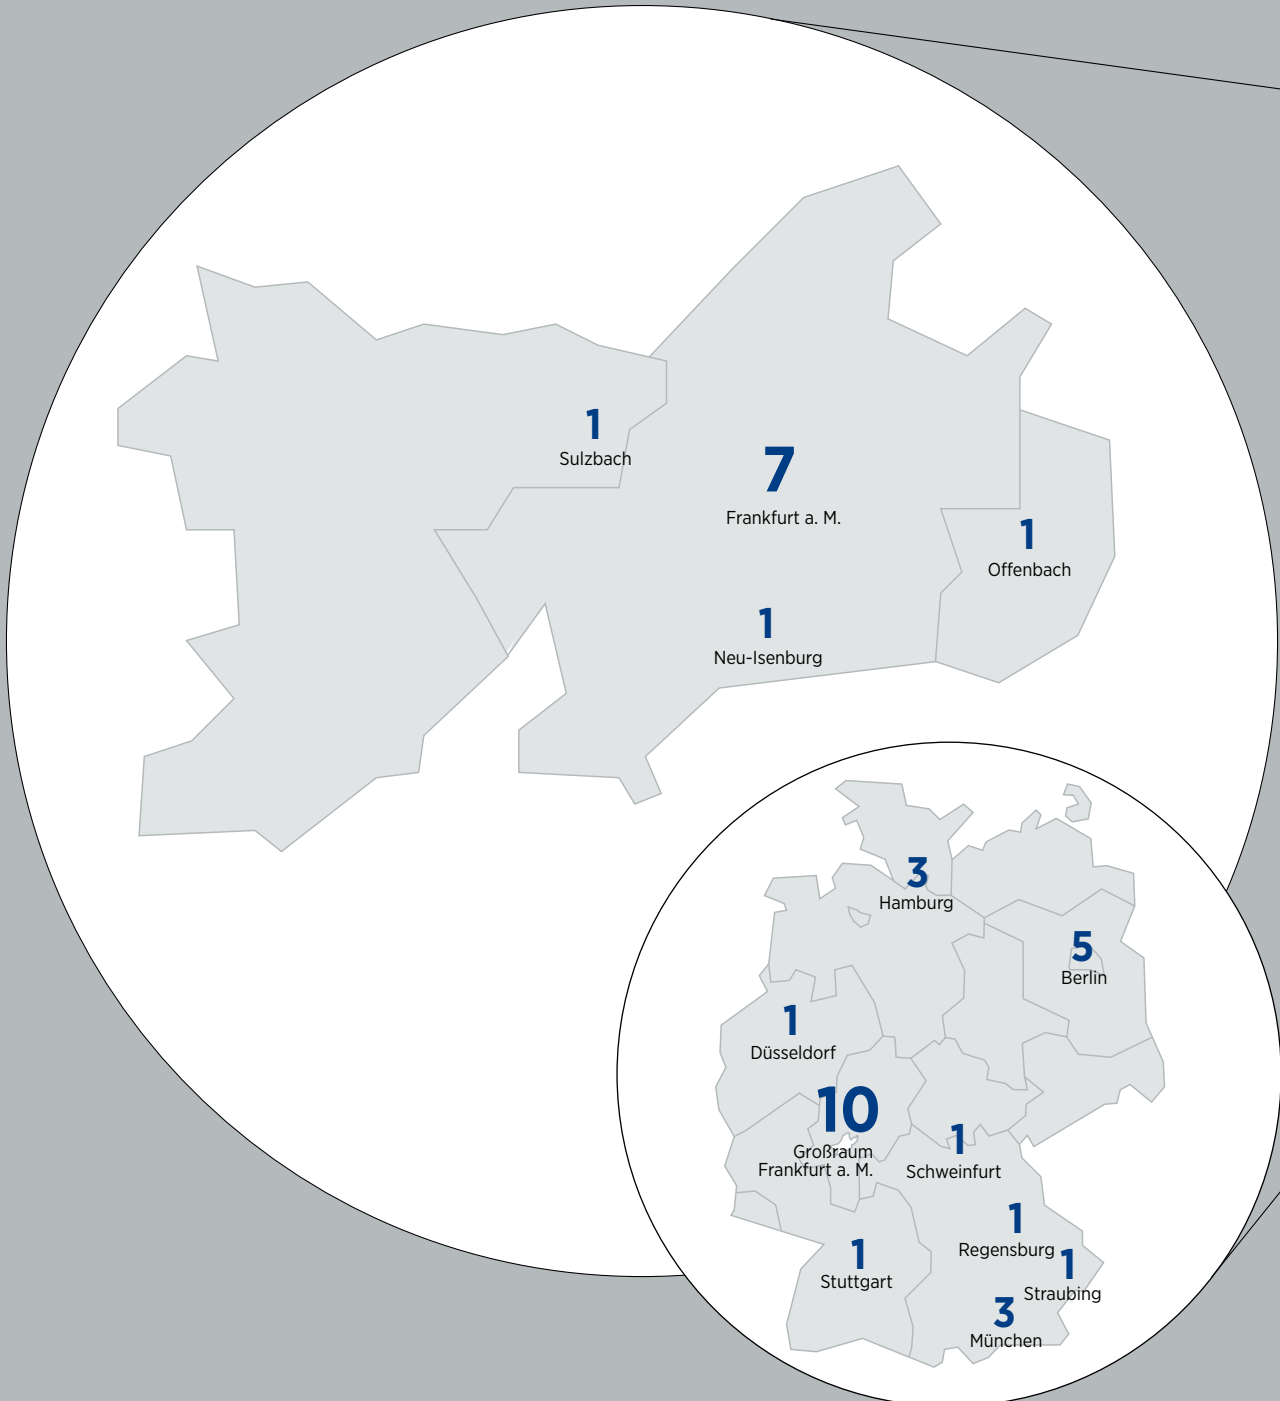 1
Sulzbach
7
Frankfurt a. M.
1
Offenbach
1
Neu-Isenburg
3
Hamburg
5
Berlin
1
Düsseldorf
10
Großraum
Frankfurt a. M.
1
Schweinfurt
1
Regensburg
1
Stuttgart
1
Straubing
3
München